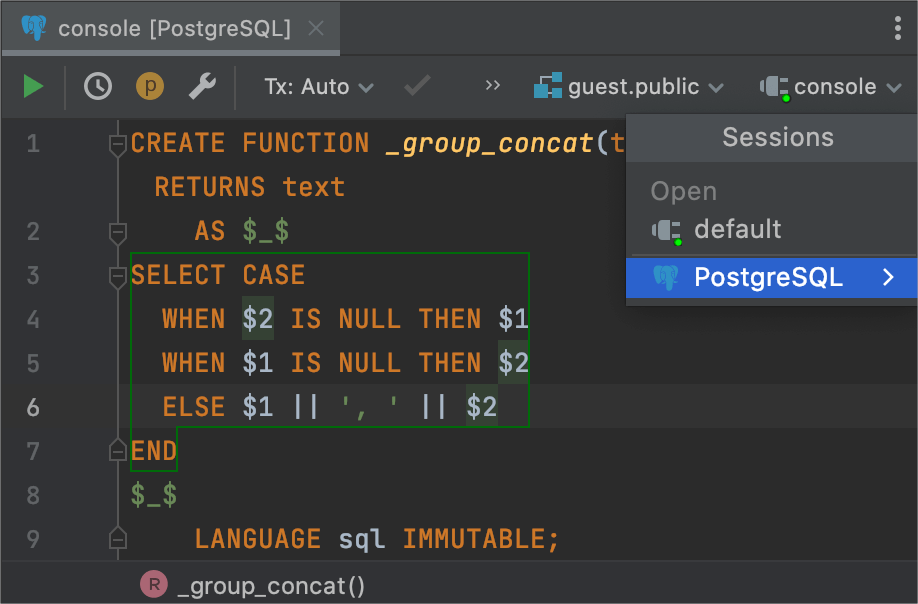 console [PostgreSQL]
p Tx: Auto >> guest.public console
1 CREATE FUNCTION _group_concat(t
RETURNS text
2 AS $_$
3 SELECT CASE
4 WHEN $2 IS NULL THEN $1
5 WHEN $1 IS NULL THEN $2
6 ELSE $1 || ', ' || $2
7 END
8 $_$
9 LANGUAGE sql IMMUTABLE;
Sessions
Open
default
PostgreSQL
R _group_concat()